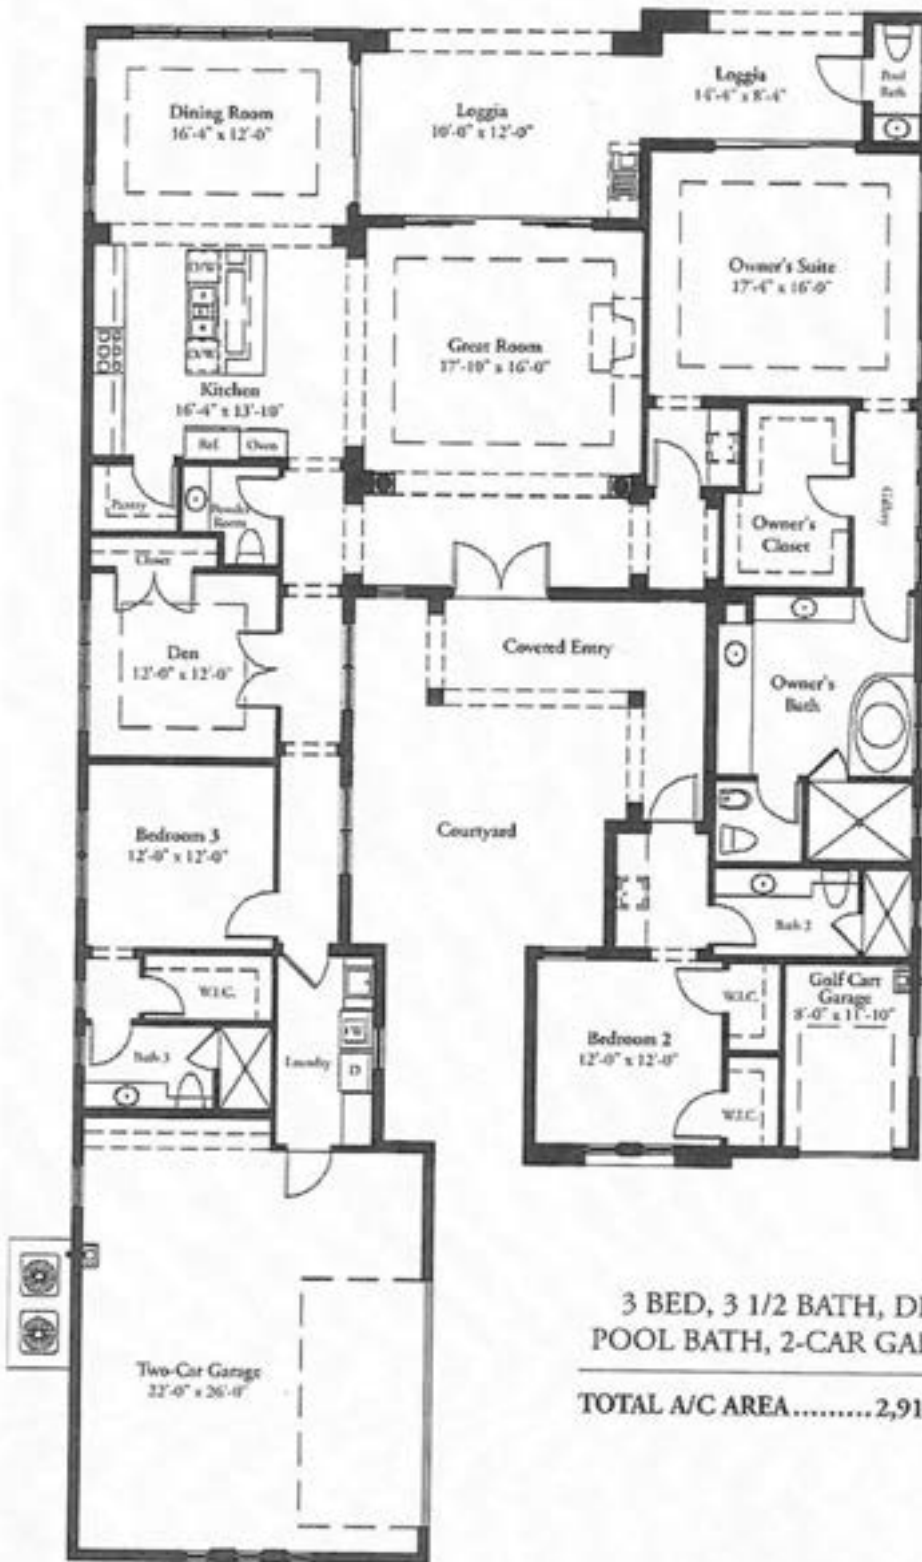 Dining Room
16'-4" x 12'-0"
Loggia
10'-0" x 12'-0"
Loggia
14'-4" x 8'-4"
Pool
Bath
Owner's Suite
17'-4" x 16'-0"
D/W
D/W
Great Room
17'-10" x 16'-0"
Kitchen
16'-4" x 13'-10"
Ref.
Oven
Pantry
Powder
Room
Owner's
Closet
Gallery
Closet
Den
12'-0" x 12'-0"
Covered Entry
Owner's
Bath
Bedroom 3
12'-0" x 12'-0"
Courtyard
Bath 2
W.I.C.
W.I.C.
Golf Cart
Garage
8'-0" x 11'-10"
Bedroom 2
12'-0" x 12'-0"
Bath 3
Laundry
D
W.I.C.
3 BED, 3 1/2 BATH,
POOL BATH, 2-CAR
Two-Car Garage
22'-0" x 26'-0"
TOTAL A/C AREA.........2,91